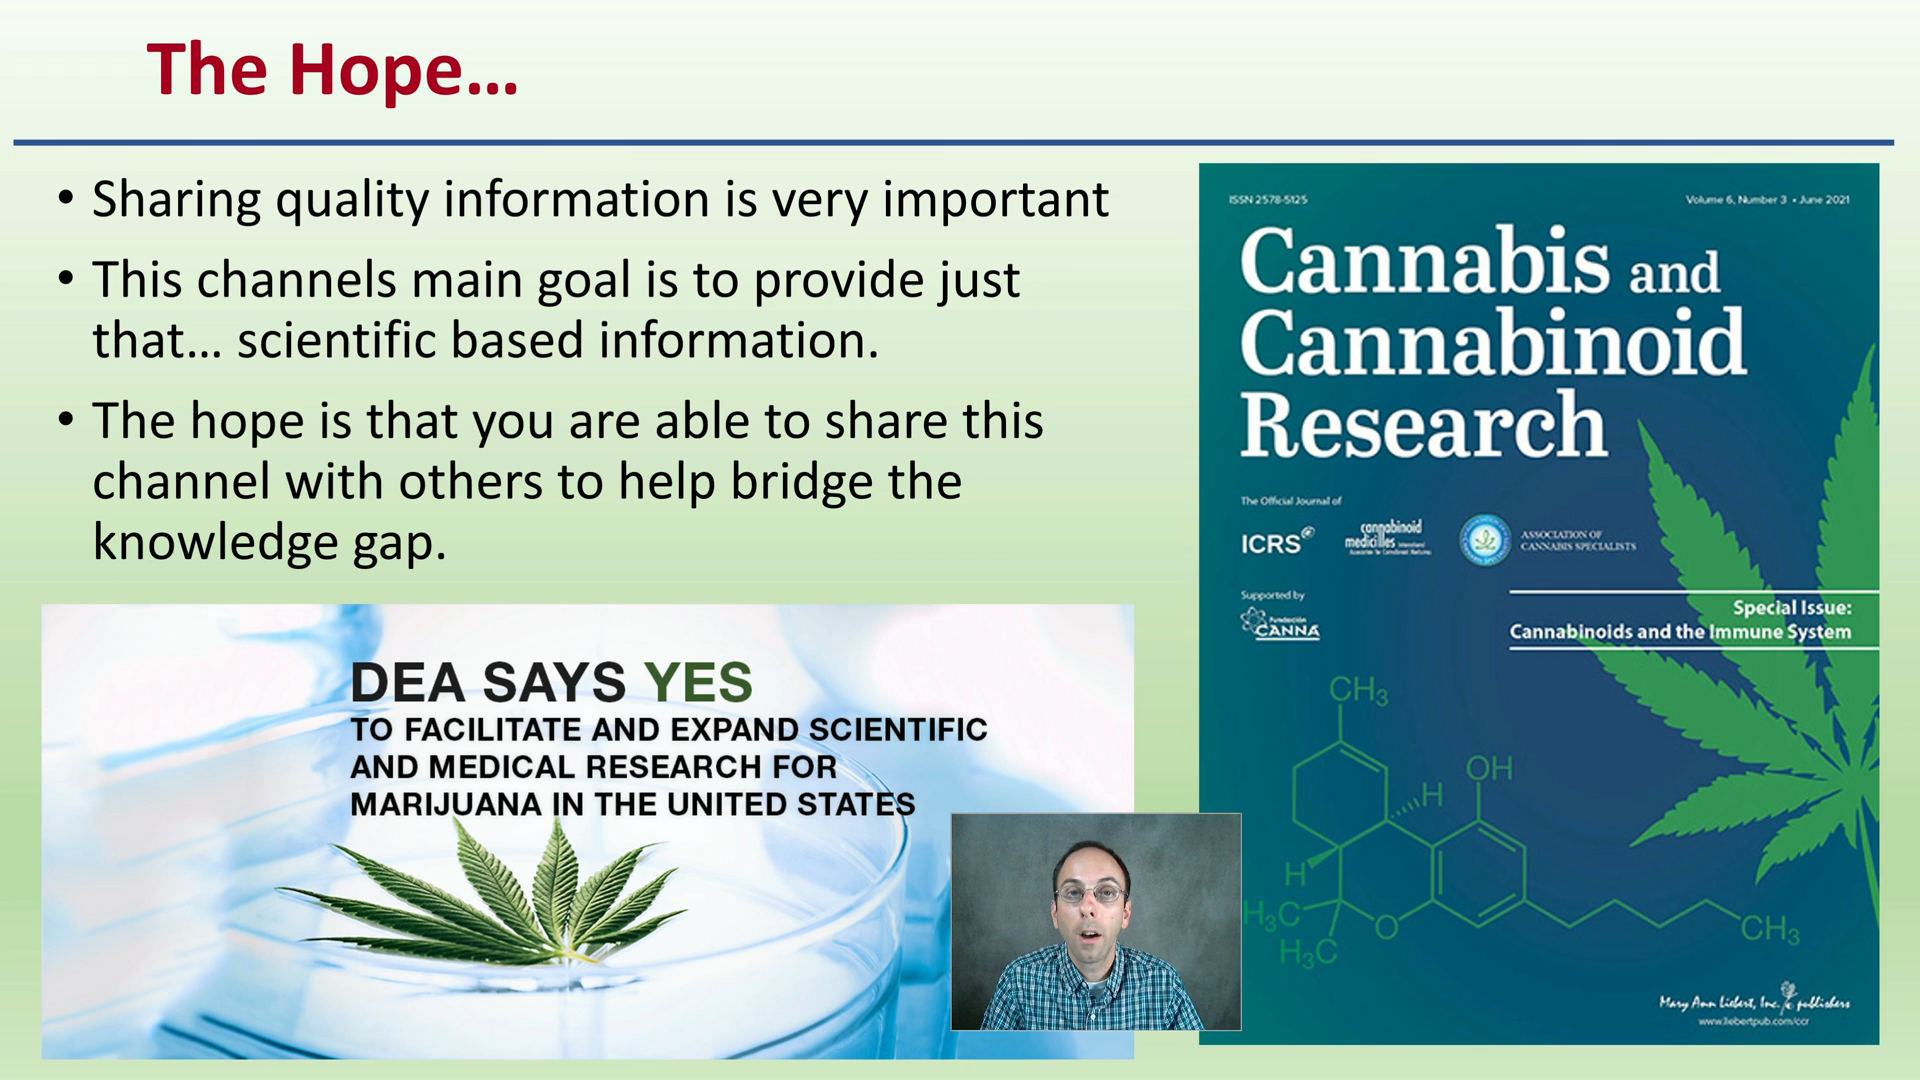 The Hope...
• Sharing quality information is very important
• This channels main goal is to provide just
that... scientific based information.
• The hope is that you are able to share this
channel with others to help bridge the
knowledge gap.
DEA SAYS YES
TO FACILITATE AND EXPAND SCIENTIFIC
AND MEDICAL RESEARCH FOR
MARIJUANA IN THE UNITED STATES
ISSN 2578-5125
Volume 6, Number 3 • June 2021
Cannabis and
Cannabinoid
Research
The Official Journal of
ICRS
cannabinoid
medicines
ASSOCIATION OF
CANNABIS SPECIALISTS
Supported by
Fundación
CANNA
Special Issue:
Cannabinoids and the Immune System
CH3
OH
H
H
H3C
O
CH3
H3C
Mary Ann Liebert, Inc. publishers
www.liebertpub.com/ccr